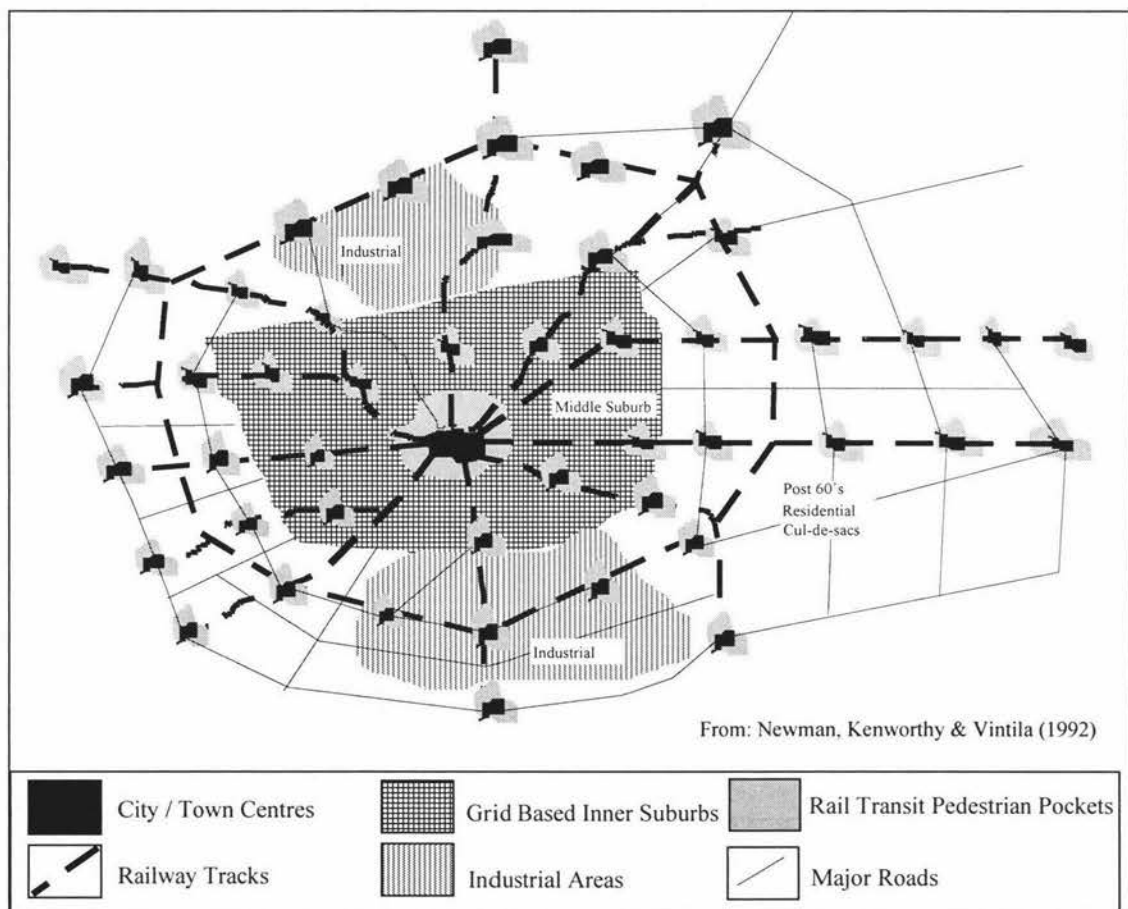 Industrial
Middle Suburb
Post 60's
Residential
Cul-de-sacs
Industrial
From: Newman, Kenworthy & Vintila (1992)
City / Town Centres
Grid Based Inner Suburbs
Rail Transit Pedestrian Pockets
Railway Tracks
Industrial Areas
Major Roads